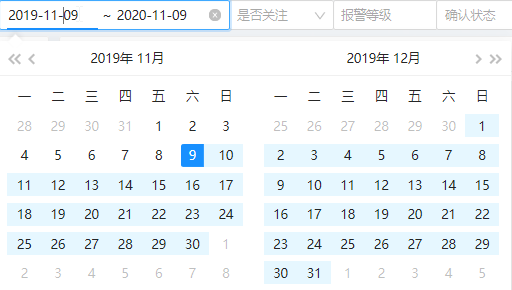 2019-11-09 ~ 2020-11-09 是否关注 报警等级 确认状态
2019年 11月 2019年 12月
一 二 三 四 五 六 日 一 二 三 四 五 六 日
28 29 30 31 1 2 3 25 26 27 28 29 30 1
4 5 6 7 8 9 10 2 3 4 5 6 7 8
11 12 13 14 15 16 17 9 10 11 12 13 14 15
18 19 20 21 22 23 24 16 17 18 19 20 21 22
25 26 27 28 29 30 1 23 24 25 26 27 28 29
2 3 4 5 6 7 8 30 31 1 2 3 4 5